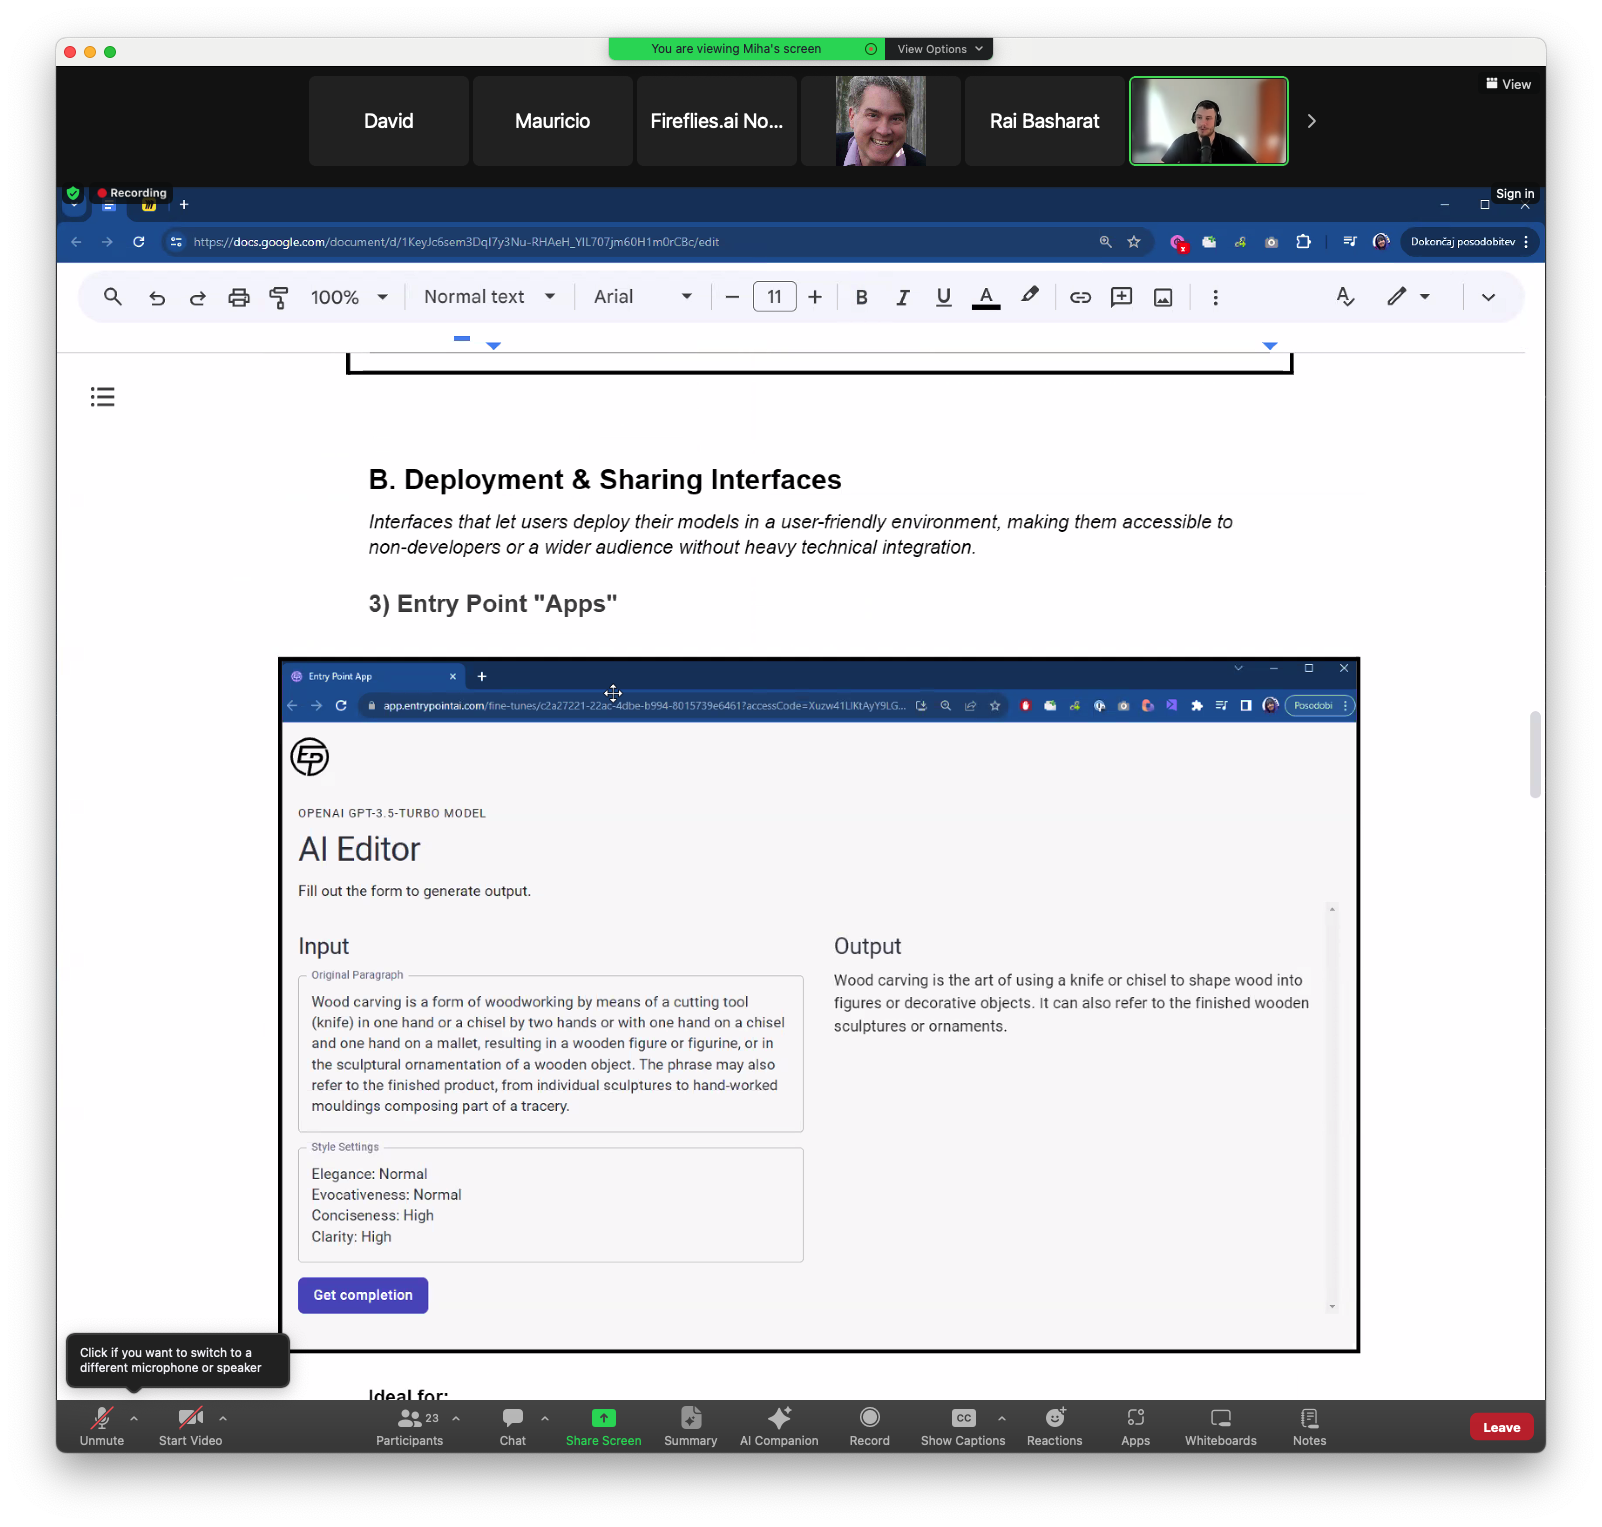 You are viewing Miha's screen
View Options
View
David
Mauricio
Fireflies.ai No...
Rai Basharat
Recording
Sign in
https://docs.google.com/document/d/1KeyJc6sem3DqI7y3Nu-RHAeH_YIL707jm60H1m0rCBc/edit
Dokončaj posodobitev
100%
Normal text
Arial
11
B. Deployment & Sharing Interfaces
Interfaces that let users deploy their models in a user-friendly environment, making them accessible to
non-developers or a wider audience without heavy technical integration.
3) Entry Point "Apps"
Entry Point App
app.entrypointai.com/fine-tunes/c2a27221-22ac-4dbe-b994-8015739e6461?accessCode=Xuzw41LIKtAyY9LG...
Posodobi
EP
OPENAI GPT-3.5-TURBO MODEL
AI Editor
Fill out the form to generate output.
Input
Original Paragraph
Wood carving is a form of woodworking by means of a cutting tool
(knife) in one hand or a chisel by two hands or with one hand on a chisel
and one hand on a mallet, resulting in a wooden figure or figurine, or in
the sculptural ornamentation of a wooden object. The phrase may also
refer to the finished product, from individual sculptures to hand-worked
mouldings composing part of a tracery.
Style Settings
Elegance: Normal
Evocativeness: Normal
Conciseness: High
Clarity: High
Get completion
Output
Wood carving is the art of using a knife or chisel to shape wood into
figures or decorative objects. It can also refer to the finished wooden
sculptures or ornaments.
Click if you want to switch to a
different microphone or speaker
Ideal for:
Unmute
Start Video
23
Participants
Chat
Share Screen
Summary
AI Companion
Record
CC
Show Captions
Reactions
Apps
Whiteboards
Notes
Leave